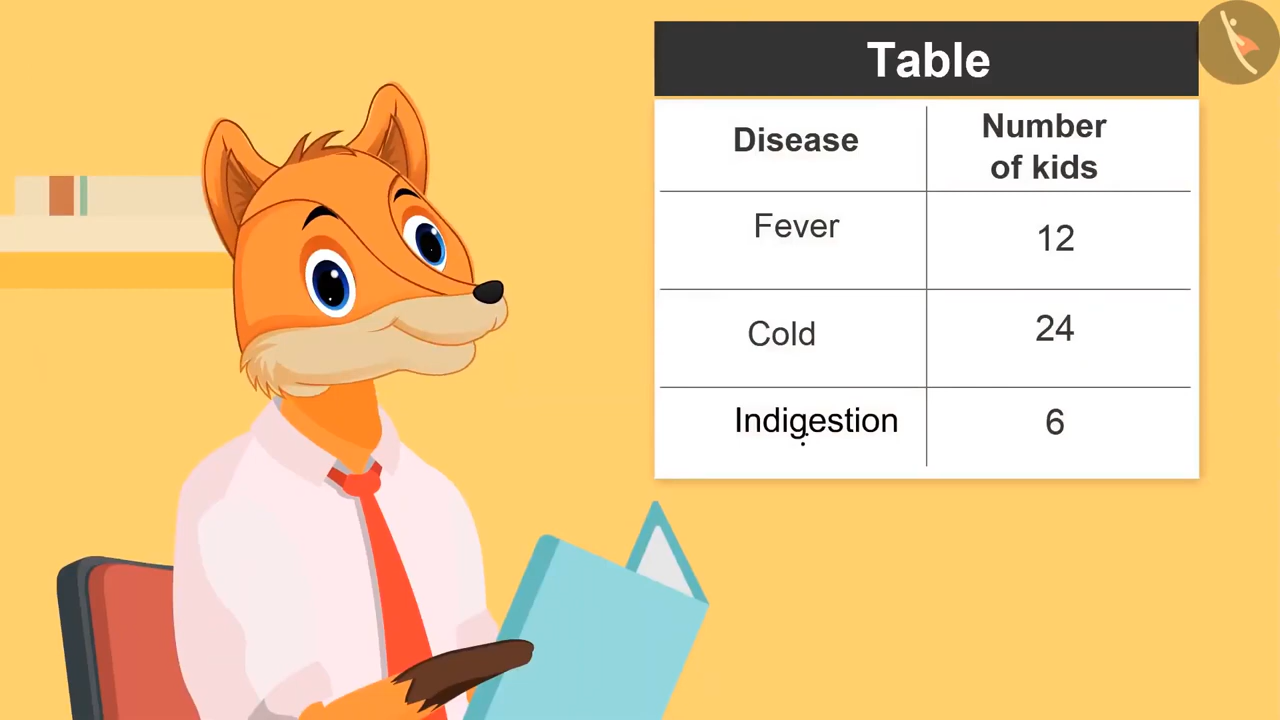 Table
Disease
Number
of kids
Fever
12
Cold
24
Indigestion
6